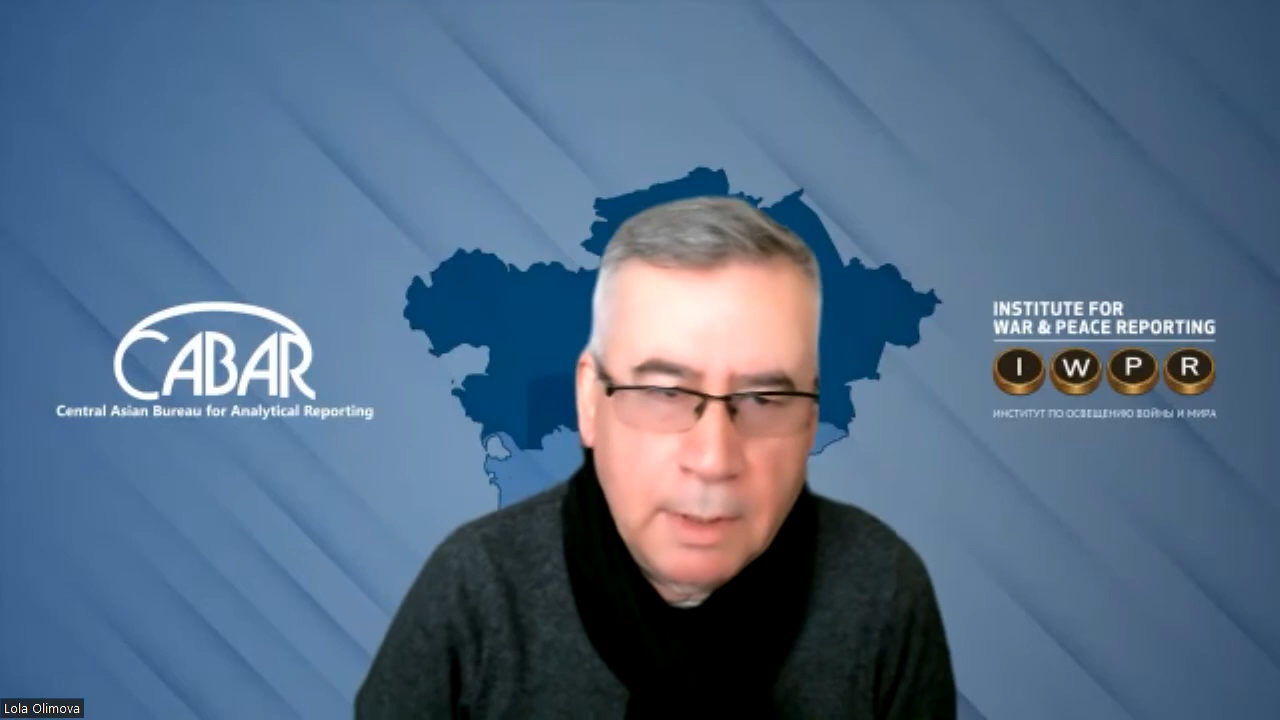 CABAR
Central Asian Bureau for Analytical Reporting
INSTITUTE FOR
WAR & PEACE REPORTING
I W P R
ИНСТИТУТ ПО ОСВЕЩЕНИЮ ВОЙНЫ И МИРА
Lola Olimova